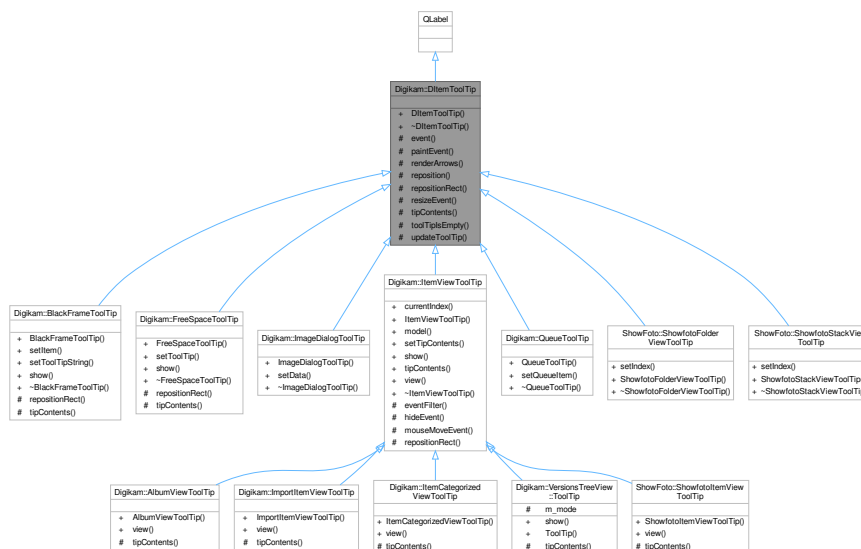 QLabel
Digikam::DItemToolTip
+ DItemToolTip()
+ ~DItemToolTip()
# event()
# paintEvent()
# renderArrows()
# reposition()
# repositionRect()
# resizeEvent()
# tipContents()
# toolTipIsEmpty()
# updateToolTip()
Digikam::BlackFrameToolTip
+ BlackFrameToolTip()
+ setItem()
+ setToolTipString()
+ show()
+ ~BlackFrameToolTip()
# repositionRect()
# tipContents()
Digikam::FreeSpaceToolTip
+ FreeSpaceToolTip()
+ setToolTip()
+ show()
+ ~FreeSpaceToolTip()
# repositionRect()
# tipContents()
Digikam::ImageDialogToolTip
+ ImageDialogToolTip()
+ setData()
+ ~ImageDialogToolTip()
Digikam::ItemViewToolTip
+ currentIndex()
+ ItemViewToolTip()
+ model()
+ setTipContents()
+ show()
+ tipContents()
+ view()
+ ~ItemViewToolTip()
# eventFilter()
# hideEvent()
# mouseMoveEvent()
# repositionRect()
Digikam::QueueToolTip
+ QueueToolTip()
+ setQueueItem()
+ ~QueueToolTip()
ShowFoto::ShowfotoFolder
ViewToolTip
+ setIndex()
+ ShowfotoFolderViewToolTip()
+ ~ShowfotoFolderViewToolTip()
ShowFoto::ShowfotoStackView
ToolTip
+ setIndex()
+ ShowfotoStackViewToolTip
+ ~ShowfotoStackViewToolTip
Digikam::AlbumViewToolTip
+ AlbumViewToolTip()
+ view()
# tipContents()
Digikam::ImportItemViewToolTip
+ ImportItemViewToolTip()
+ view()
# tipContents()
Digikam::ItemCategorized
ViewToolTip
+ ItemCategorizedViewToolTip()
+ view()
# tipContents()
Digikam::VersionsTreeView
::ToolTip
# m_mode
+ show()
+ ToolTip()
# tipContents()
ShowFoto::ShowfotoItemView
ToolTip
+ ShowfotoItemViewToolTip()
+ view()
# tipContents()